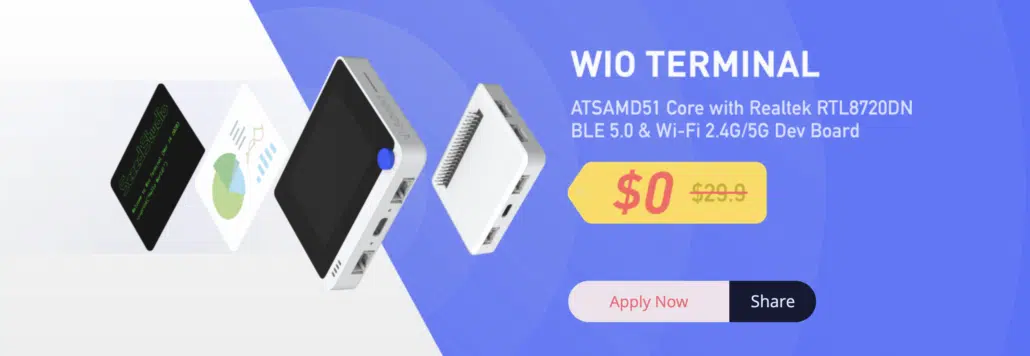 WIO TERMINAL
ATSAMD51 Core with Realtek RTL8720DN
BLE 5.0 & Wi-Fi 2.4G/5G Dev Board
$0 $29.9
Apply Now Share